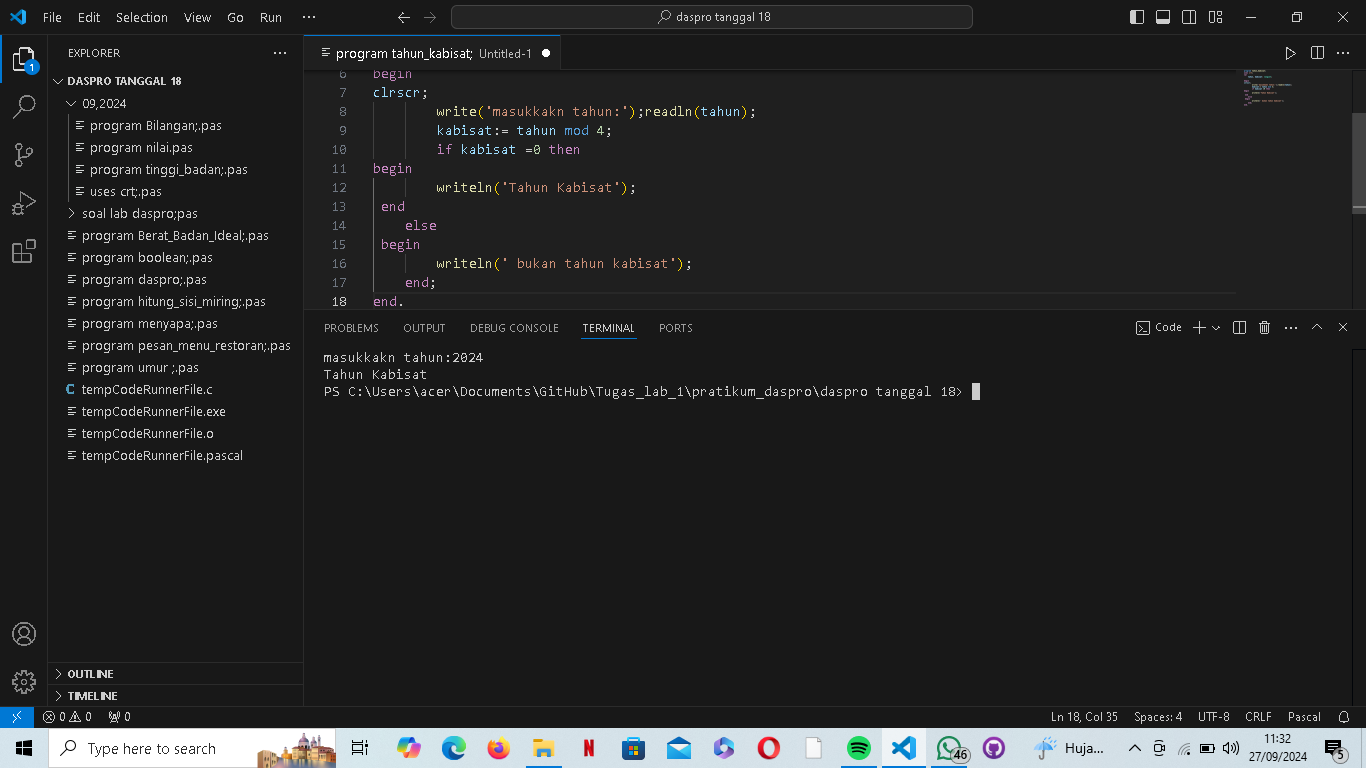 File Edit Selection View Go Run ···
daspro tanggal 18
EXPLORER ···
DASPRO TANGGAL 18
09,2024
program Bilangan;.pas
program nilai.pas
program tinggi_badan;.pas
uses crt;.pas
soal lab daspro;pas
program Berat_Badan_Ideal;.pas
program boolean;.pas
program daspro;.pas
program hitung_sisi_miring;.pas
program menyapa;.pas
program pesan_menu_restoran;.pas
program umur ;.pas
tempCodeRunnerFile.c
tempCodeRunnerFile.exe
tempCodeRunnerFile.o
tempCodeRunnerFile.pascal
OUTLINE
TIMELINE
1
program tahun_kabisat; Untitled-1
6 begin
7 clrscr;
8 write('masukkakn tahun:');readln(tahun);
9 kabisat:= tahun mod 4;
10 if kabisat =0 then
11 begin
12 writeln('Tahun Kabisat');
13 end
14 else
15 begin
16 writeln(' bukan tahun kabisat');
17 end;
18 end.
PROBLEMS OUTPUT DEBUG CONSOLE TERMINAL PORTS
Code
masukkakn tahun:2024
Tahun Kabisat
PS C:\Users\acer\Documents\GitHub\Tugas_lab_1\pratikum_daspro\daspro tanggal 18>
0 0 0
Ln 18, Col 35 Spaces: 4 UTF-8 CRLF Pascal
Type here to search
46
Huja...
11:32
27/09/2024
5